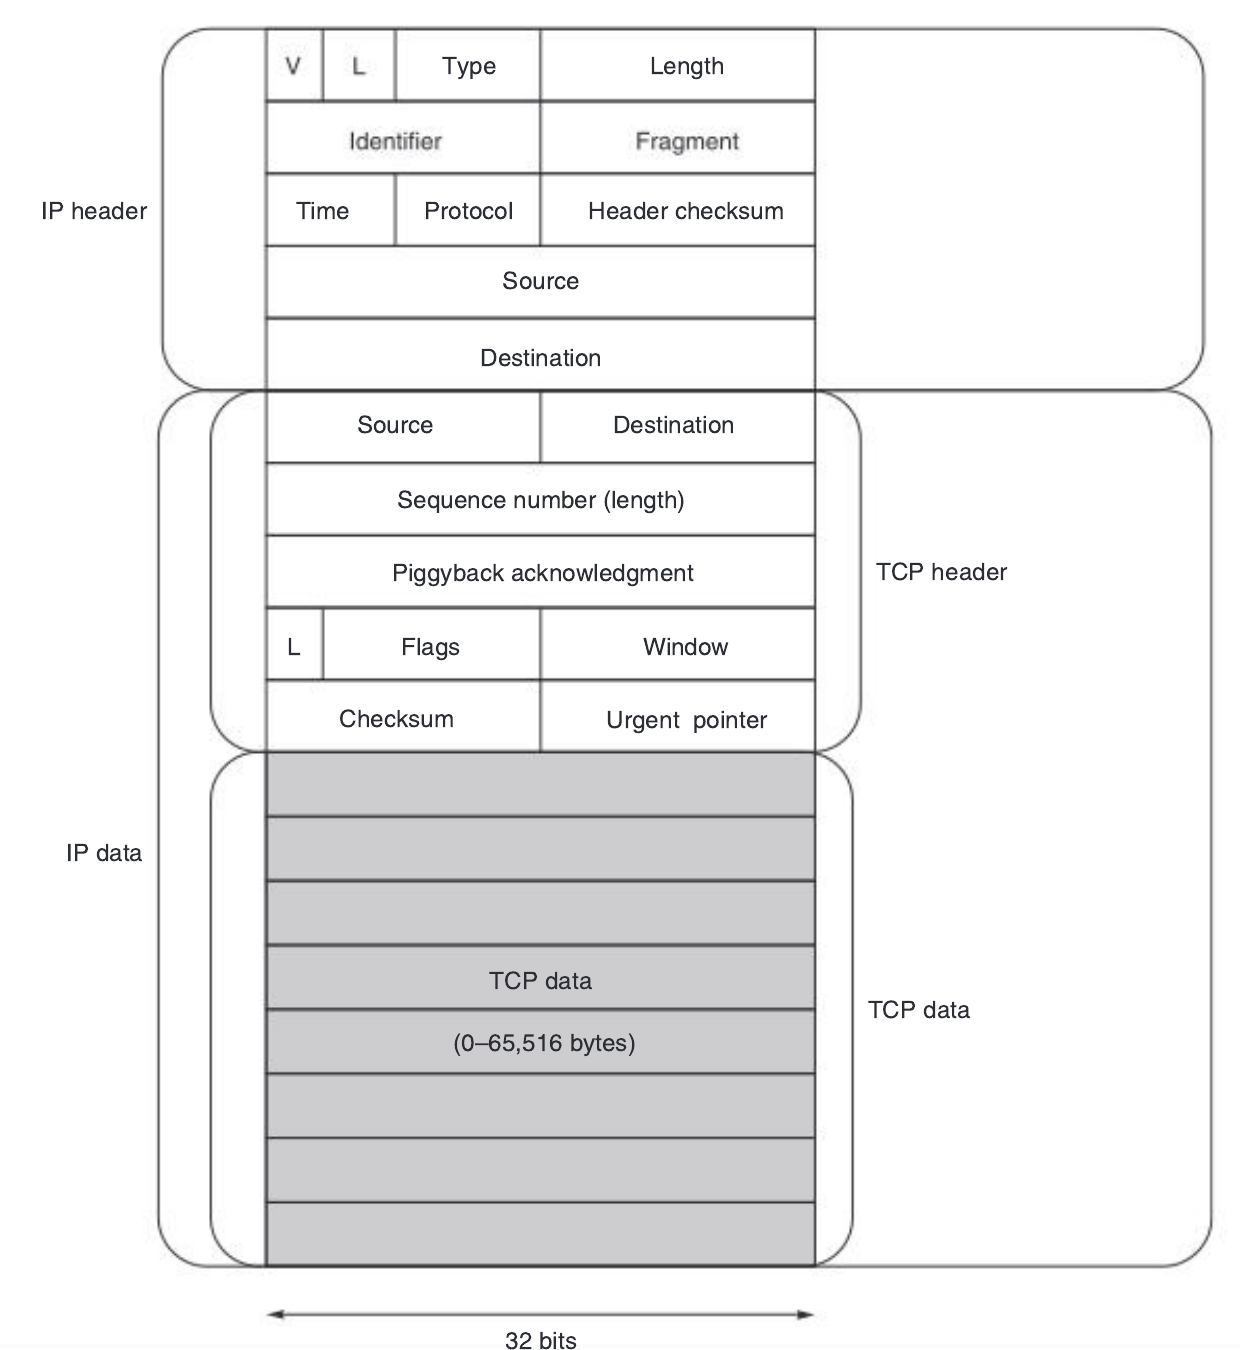 V L Type Length
Identifier Fragment
IP header Time Protocol Header checksum
Source
Destination
Source Destination
Sequence number (length)
Piggyback acknowledgment TCP header
L Flags Window
Checksum Urgent pointer
IP data
TCP data
(0–65,516 bytes)
TCP data
32 bits